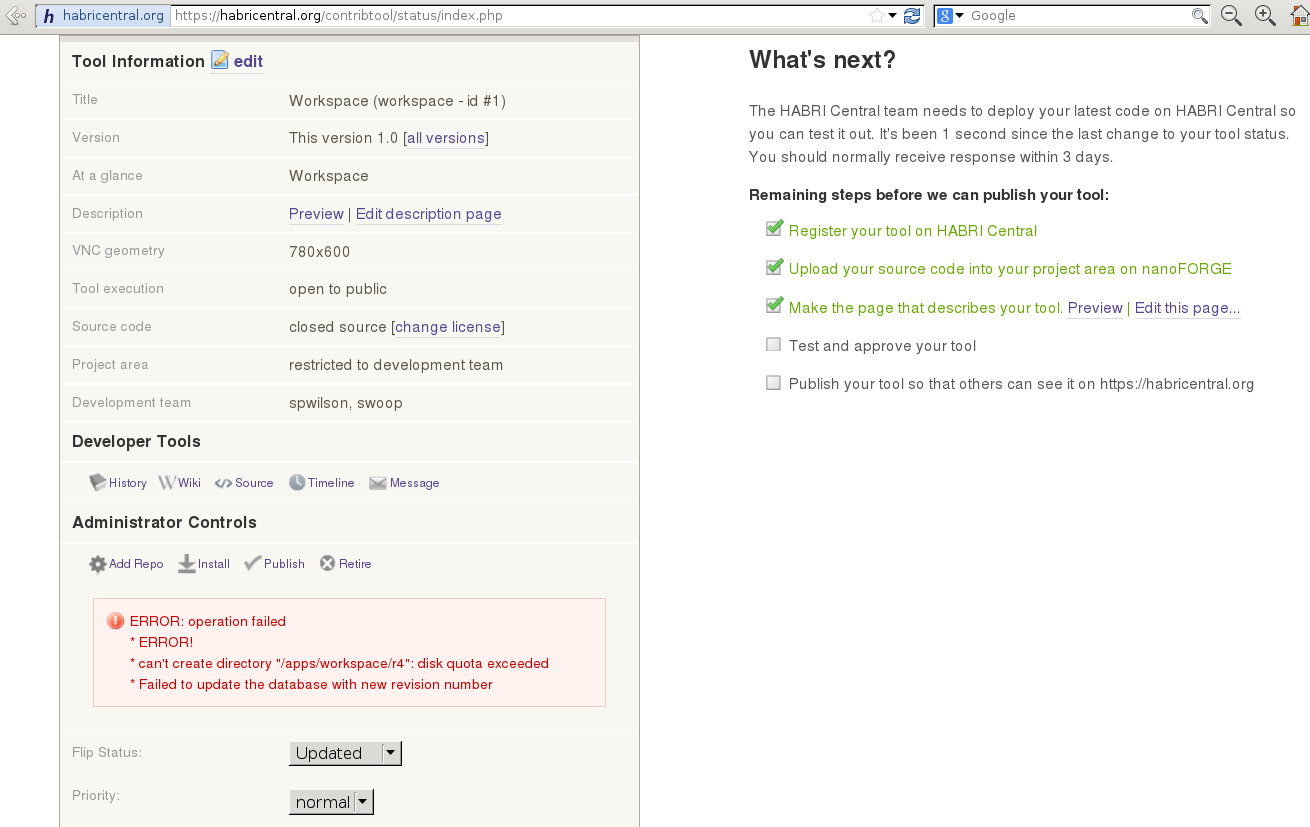 habricentral.org https://habricentral.org/contribtool/status/index.php Google
Tool Information edit
Title Workspace (workspace - id #1)
Version This version 1.0 [all versions]
At a glance Workspace
Description Preview | Edit description page
VNC geometry 780x600
Tool execution open to public
Source code closed source [change license]
Project area restricted to development team
Development team spwilson, swoop
Developer Tools
History Wiki Source Timeline Message
Administrator Controls
Add Repo Install Publish Retire
ERROR: operation failed
* ERROR!
* can't create directory "/apps/workspace/r4": disk quota exceeded
* Failed to update the database with new revision number
Flip Status: Updated
Priority: normal
What's next?
The HABRI Central team needs to deploy your latest code on HABRI Central so
you can test it out. It's been 1 second since the last change to your tool status.
You should normally receive response within 3 days.
Remaining steps before we can publish your tool:
Register your tool on HABRI Central
Upload your source code into your project area on nanoFORGE
Make the page that describes your tool. Preview | Edit this page...
Test and approve your tool
Publish your tool so that others can see it on https://habricentral.org